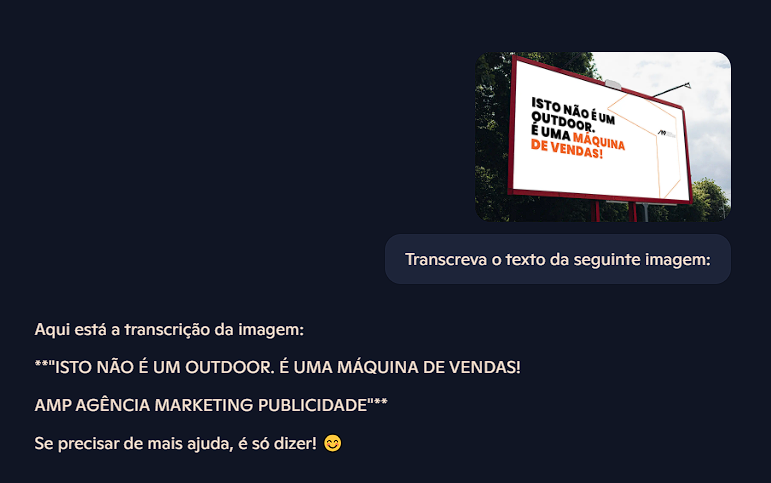 ISTO NÃO É UM
OUTDOOR.
É UMA MÁQUINA
DE VENDAS!
Transcreva o texto da seguinte imagem:
Aqui está a transcrição da imagem:
**"ISTO NÃO É UM OUTDOOR. É UMA MÁQUINA DE VENDAS!
AMP AGÊNCIA MARKETING PUBLICIDADE"**
Se precisar de mais ajuda, é só dizer! 😊